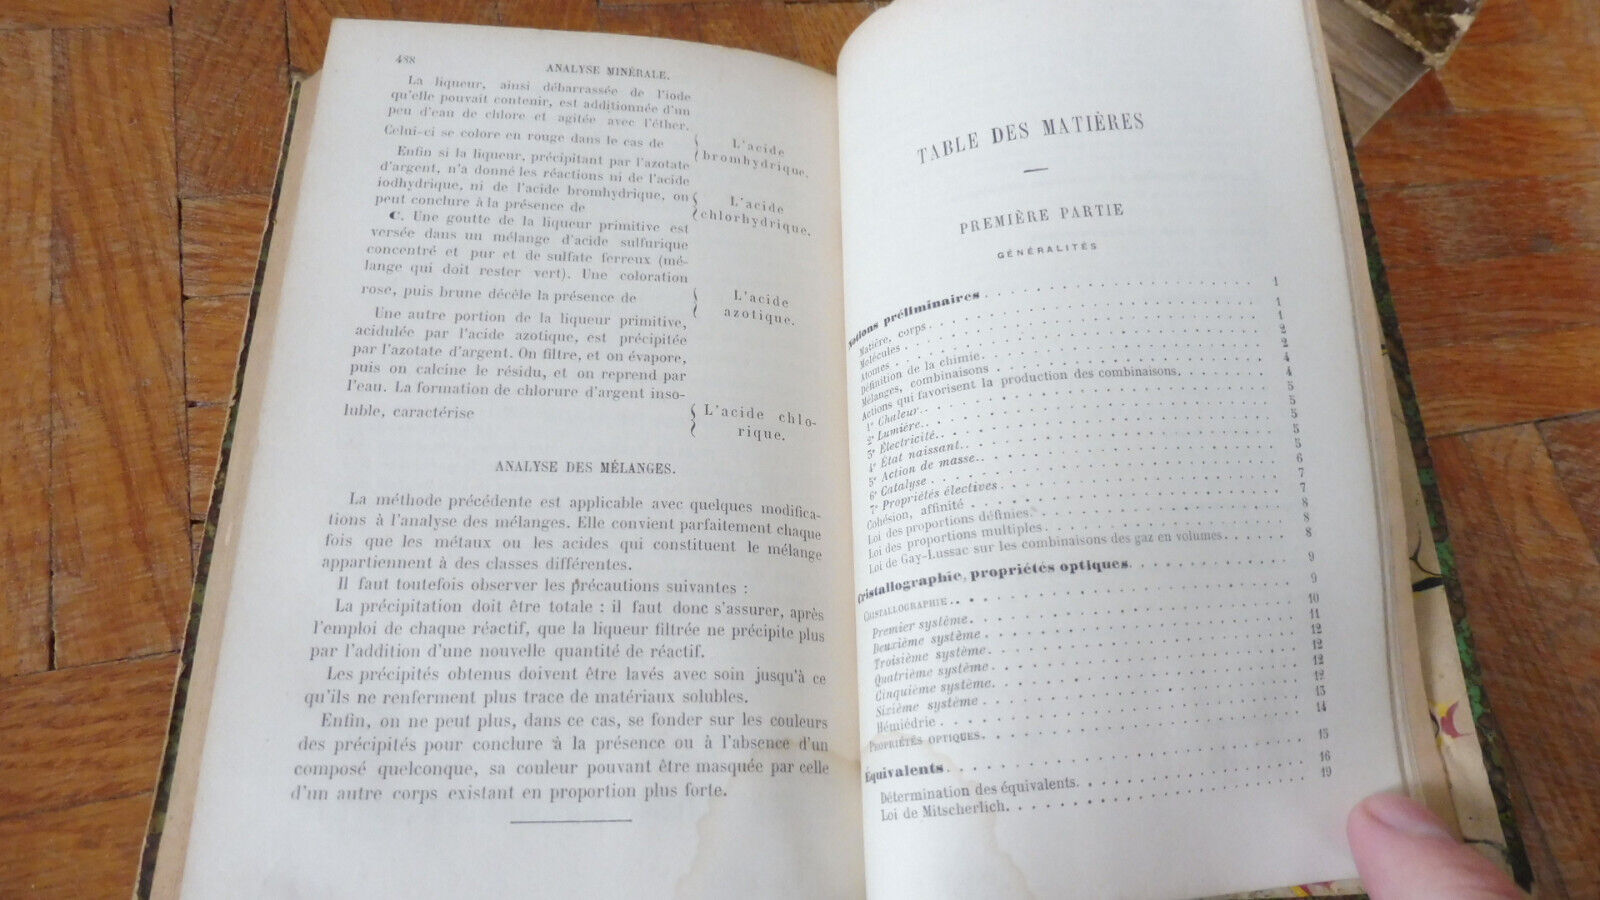 488
ANALYSE MINÉRALE.
La liqueur, ainsi débarrassée de l'iode
qu'elle pouvait contenir, est additionnée d'un
peu d'eau de chlore et agitée avec l'éther.
Celui-ci se colore en rouge dans le cas de { L'acide bromhydrique.
Enfin si la liqueur, précipitant par l'azotate
d'argent, n'a donné les réactions ni de l'acide
iodhydrique, ni de l'acide bromhydrique, on
peut conclure à la présence de { L'acide chlorhydrique.
C. Une goutte de la liqueur primitive est
versée dans un mélange d'acide sulfurique
concentré et pur et de sulfate ferreux (mé-
lange qui doit rester vert). Une coloration
rose, puis brune décèle la présence de { L'acide azotique.
Une autre portion de la liqueur primitive,
acidulée par l'acide azotique, est précipitée
par l'azotate d'argent. On filtre, et on évapore,
puis on calcine le résidu, et on reprend par
l'eau. La formation de chlorure d'argent inso-
luble, caractérise { L'acide chlo-
rique.
ANALYSE DES MÉLANGES.
La méthode précédente est applicable avec quelques modifica-
tions à l'analyse des mélanges. Elle convient parfaitement chaque
fois que les métaux ou les acides qui constituent le mélange
appartiennent à des classes différentes.
Il faut toutefois observer les précautions suivantes :
La précipitation doit être totale : il faut donc s'assurer, après
l'emploi de chaque réactif, que la liqueur filtrée ne précipite plus
par l'addition d'une nouvelle quantité de réactif.
Les précipités obtenus doivent être lavés avec soin jusqu'à ce
qu'ils ne renferment plus trace de matériaux solubles.
Enfin, on ne peut plus, dans ce cas, se fonder sur les couleurs
des précipités pour conclure à la présence ou à l'absence d'un
composé quelconque, sa couleur pouvant être masquée par celle
d'un autre corps existant en proportion plus forte.
TABLE DES MATIÈRES
PREMIÈRE PARTIE
GÉNÉRALITÉS
Notions préliminaires . . . 1
Matière, corps . . . 1
Molécules . . . 1
Atomes . . . 2
Définition de la chimie . . . 2
Mélanges, combinaisons . . . 4
Actions qui favorisent la production des combinaisons. . . . 4
1° Chaleur . . . 5
2° Lumière . . . 5
3° Électricité . . . 5
4° État naissant . . . 5
5° Action de masse . . . 5
6° Catalyse . . . 6
7° Propriétés électives . . . 7
Cohésion, affinité . . . 7
Loi des proportions définies . . . 8
Loi des proportions multiples . . . 8
Loi de Gay-Lussac sur les combinaisons des gaz en volumes . . . 8
Cristallographie, propriétés optiques. . . . 9
CRISTALLOGRAPHIE . . . 9
Premier système . . . 10
Deuxième système . . . 11
Troisième système . . . 12
Quatrième système . . . 12
Cinquième système . . . 12
Sixième système . . . 12
Hémiédrie . . . 13
PROPRIÉTÉS OPTIQUES . . . 14
Équivalents . . . 15
Détermination des équivalents. . . . 16
Loi de Mitscherlich. . . . 19